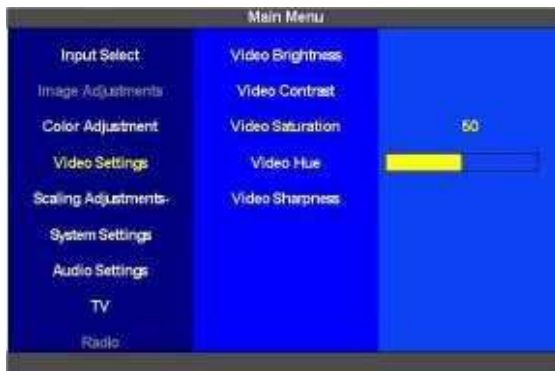 Main Menu
Input Select
Image Adjustments
Color Adjustment
Video Settings
Scaling Adjustments-
System Settings
Audio Settings
TV
Radio
Video Brightness
Video Contrast
Video Saturation
Video Hue
Video Sharpness
50